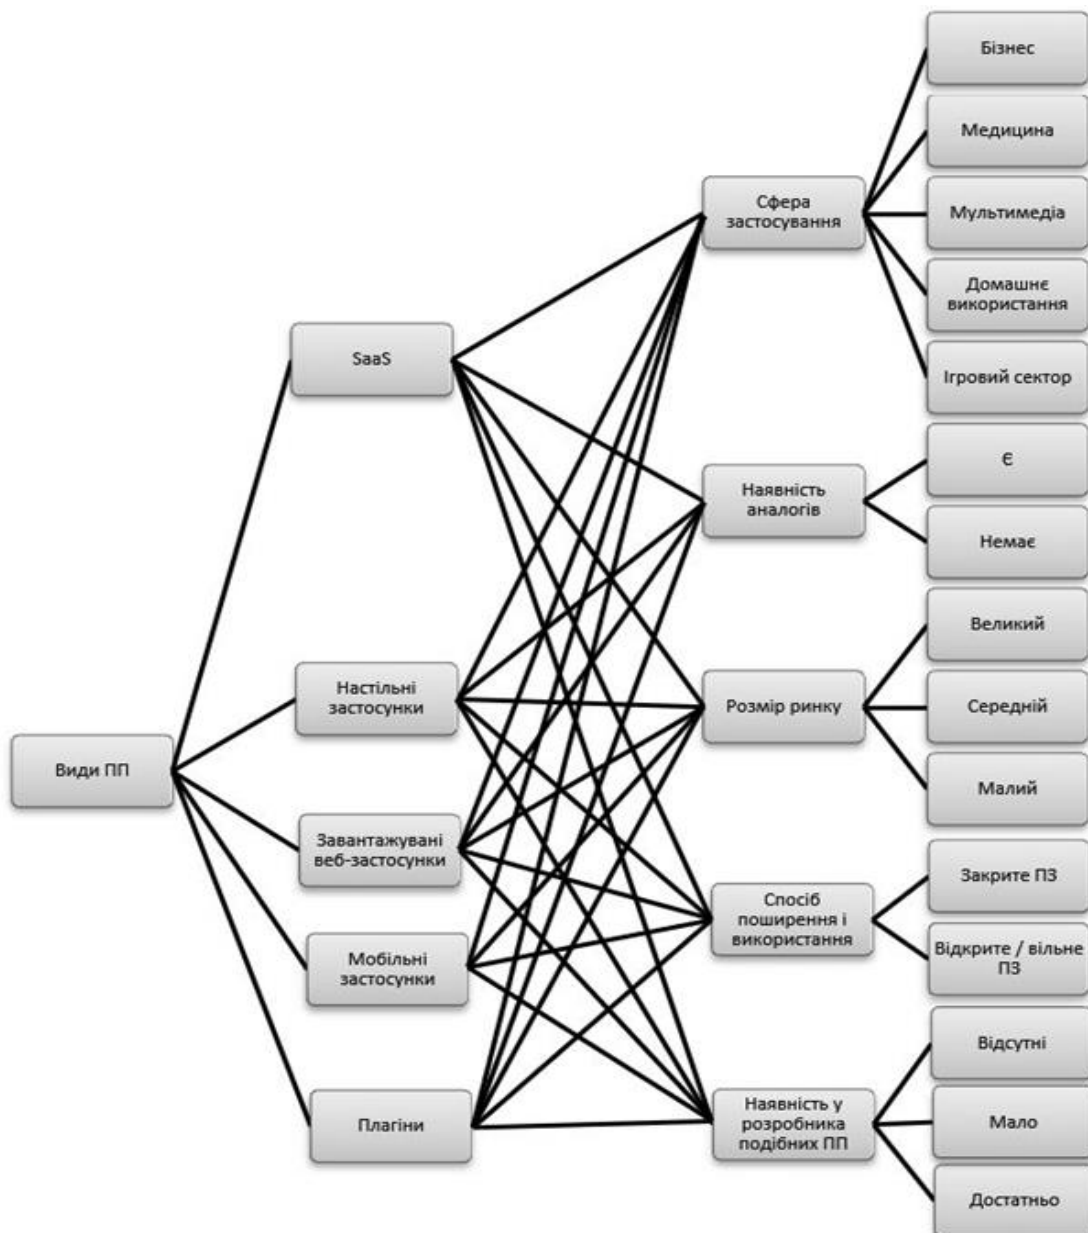 Види ПП
SaaS
Настільні
застосунки
Завантажувані
веб-застосунки
Мобільні
застосунки
Плагіни
Сфера
застосування
Наявність
аналогів
Розмір ринку
Спосіб
поширення і
використання
Наявність у
розробника
подібних ПП
Бізнес
Медицина
Мультимедіа
Домашнє
використання
Ігровий сектор
Є
Немає
Великий
Середній
Малий
Закрите ПЗ
Відкрите / вільне
ПЗ
Відсутні
Мало
Достатньо